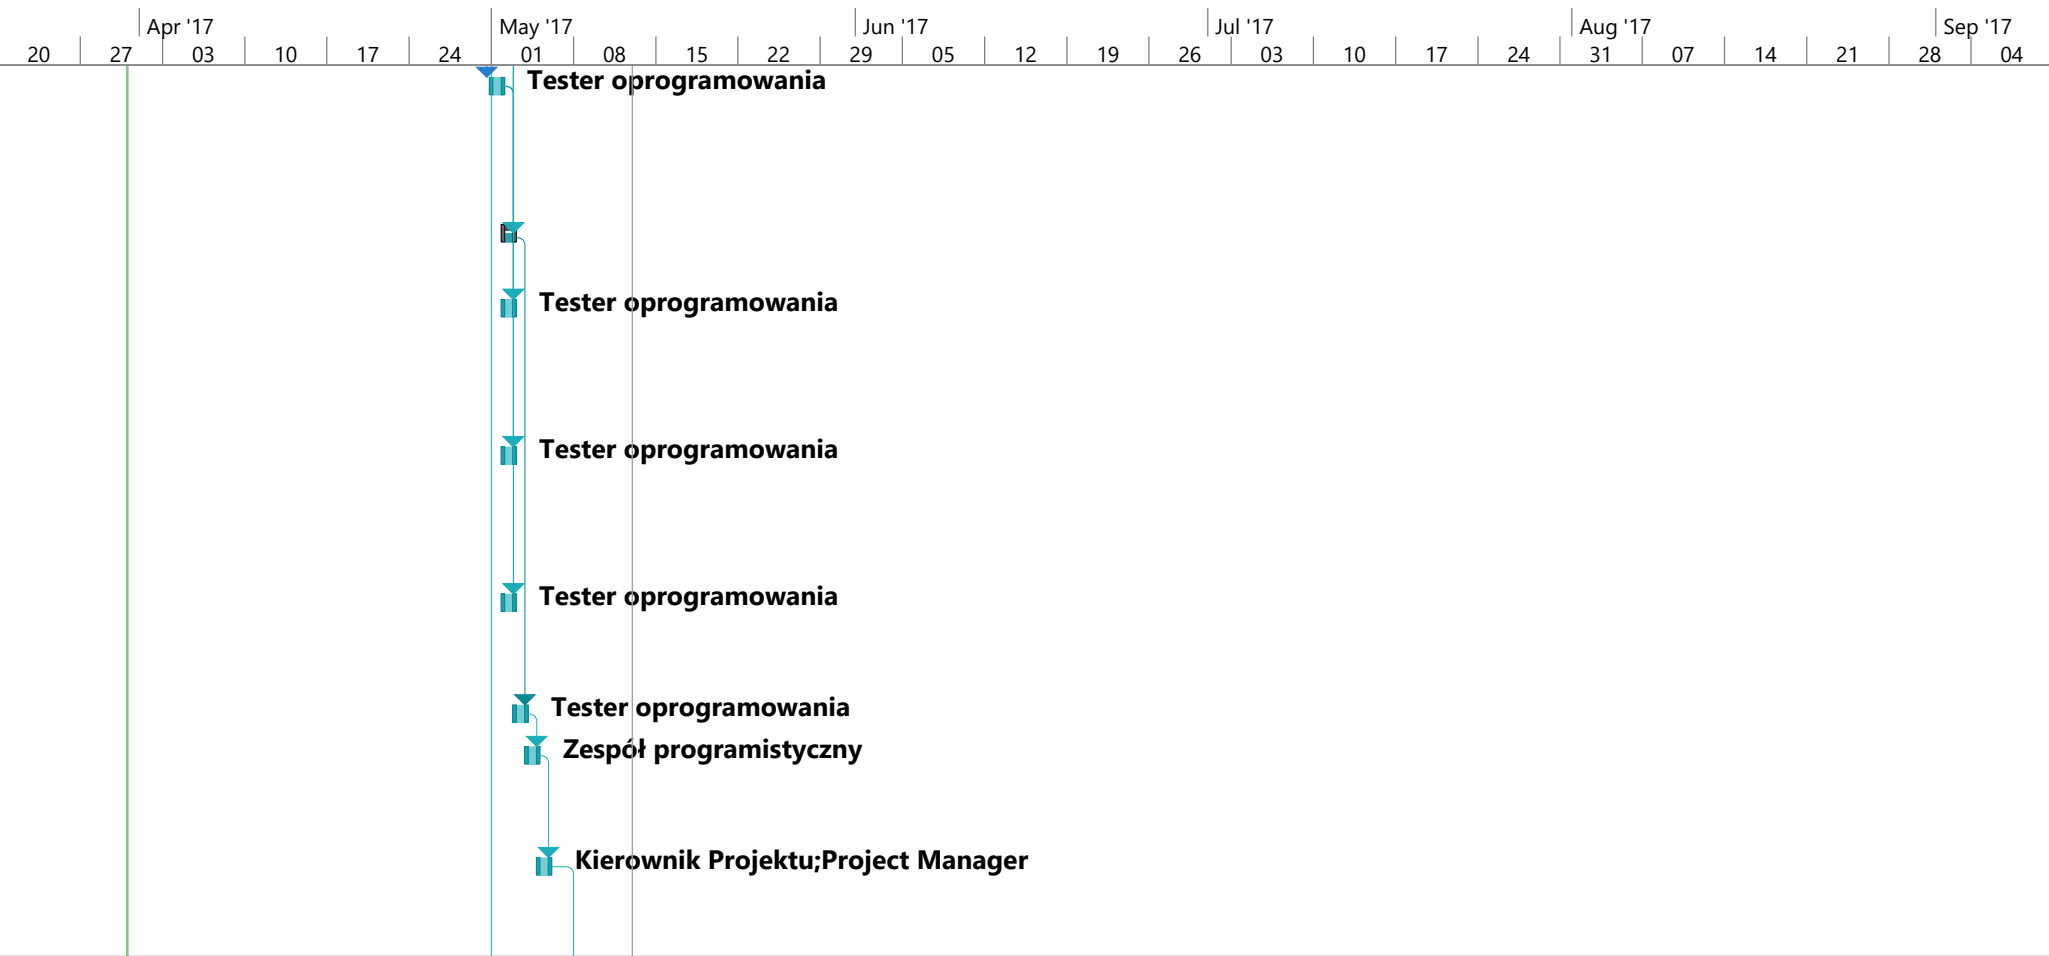 Apr '17 May '17 Jun '17 Jul '17 Aug '17 Sep '17
20 27 03 10 17 24 01 08 15 22 29 05 12 19 26 03 10 17 24 31 07 14 21 28 04
Tester oprogramowania
Tester oprogramowania
Tester oprogramowania
Tester oprogramowania
Tester oprogramowania
Zespół programistyczny
Kierownik Projektu;Project Manager